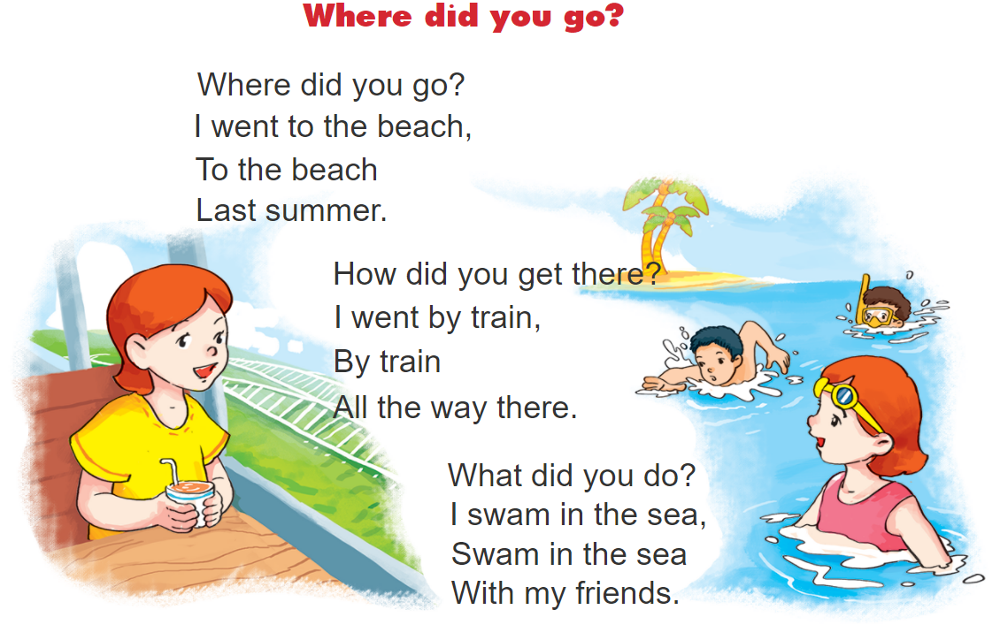 Where did you go?
Where did you go?
I went to the beach,
To the beach
Last summer.
How did you get there?
I went by train,
By train
All the way there.
What did you do?
I swam in the sea,
Swam in the sea
With my friends.